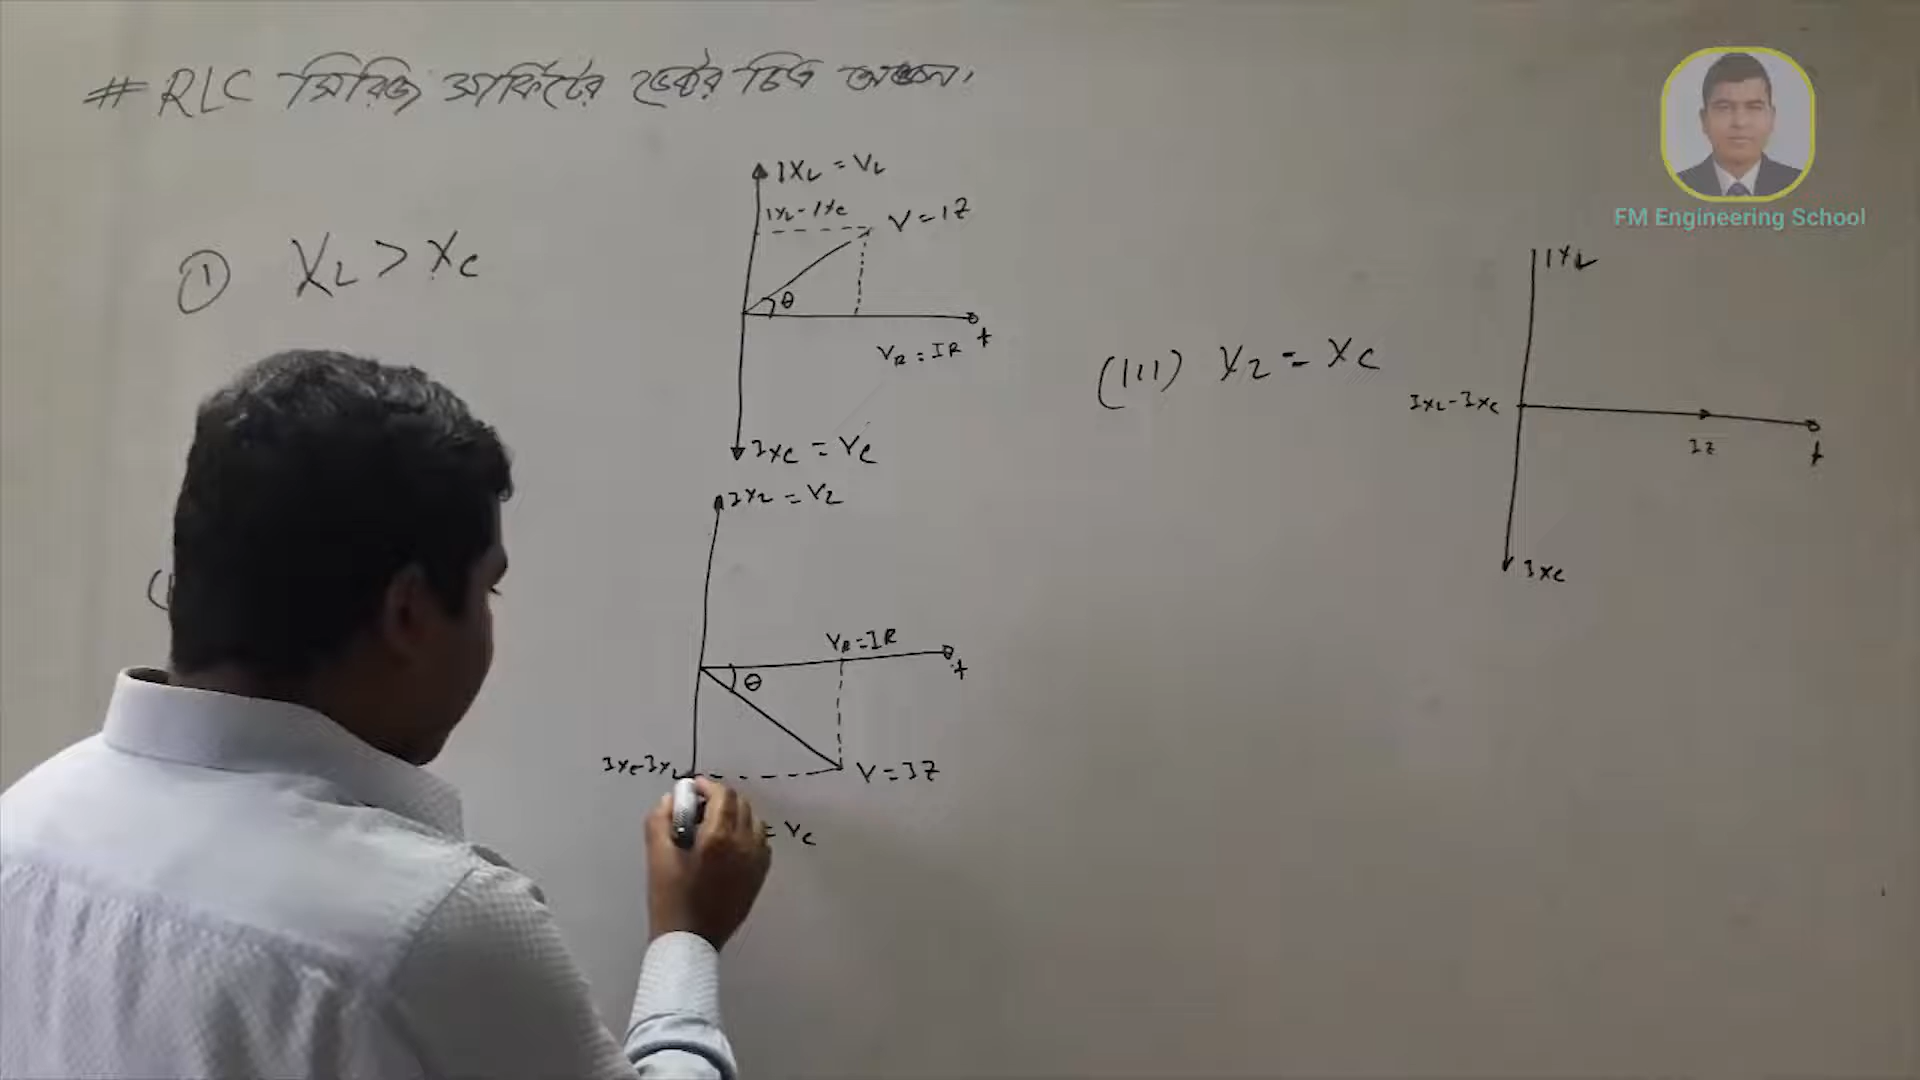 # RLC সিরিজ সার্কিটের ভেক্টর চিত্র অঙ্কন।
FM Engineering School
① XL > XC
IXL = VL
IXL - IXC
V = IZ
θ
VR = IR
I
IXC = VC
(III) XL = XC
IXL
IXL - IXC
IZ
I
IXC
IXL = VL
VR = IR
I
θ
IXC - IXL
V = IZ
= VC